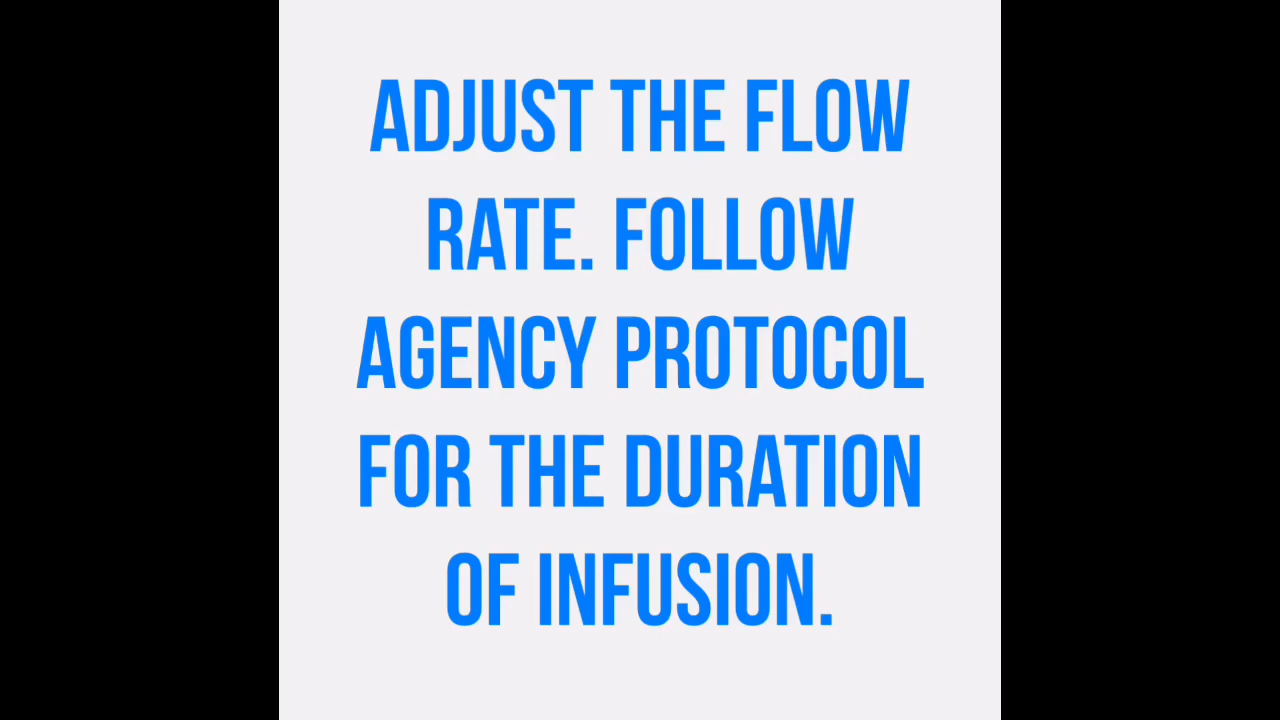 ADJUST THE FLOW
RATE. FOLLOW
AGENCY PROTOCOL
FOR THE DURATION
OF INFUSION.